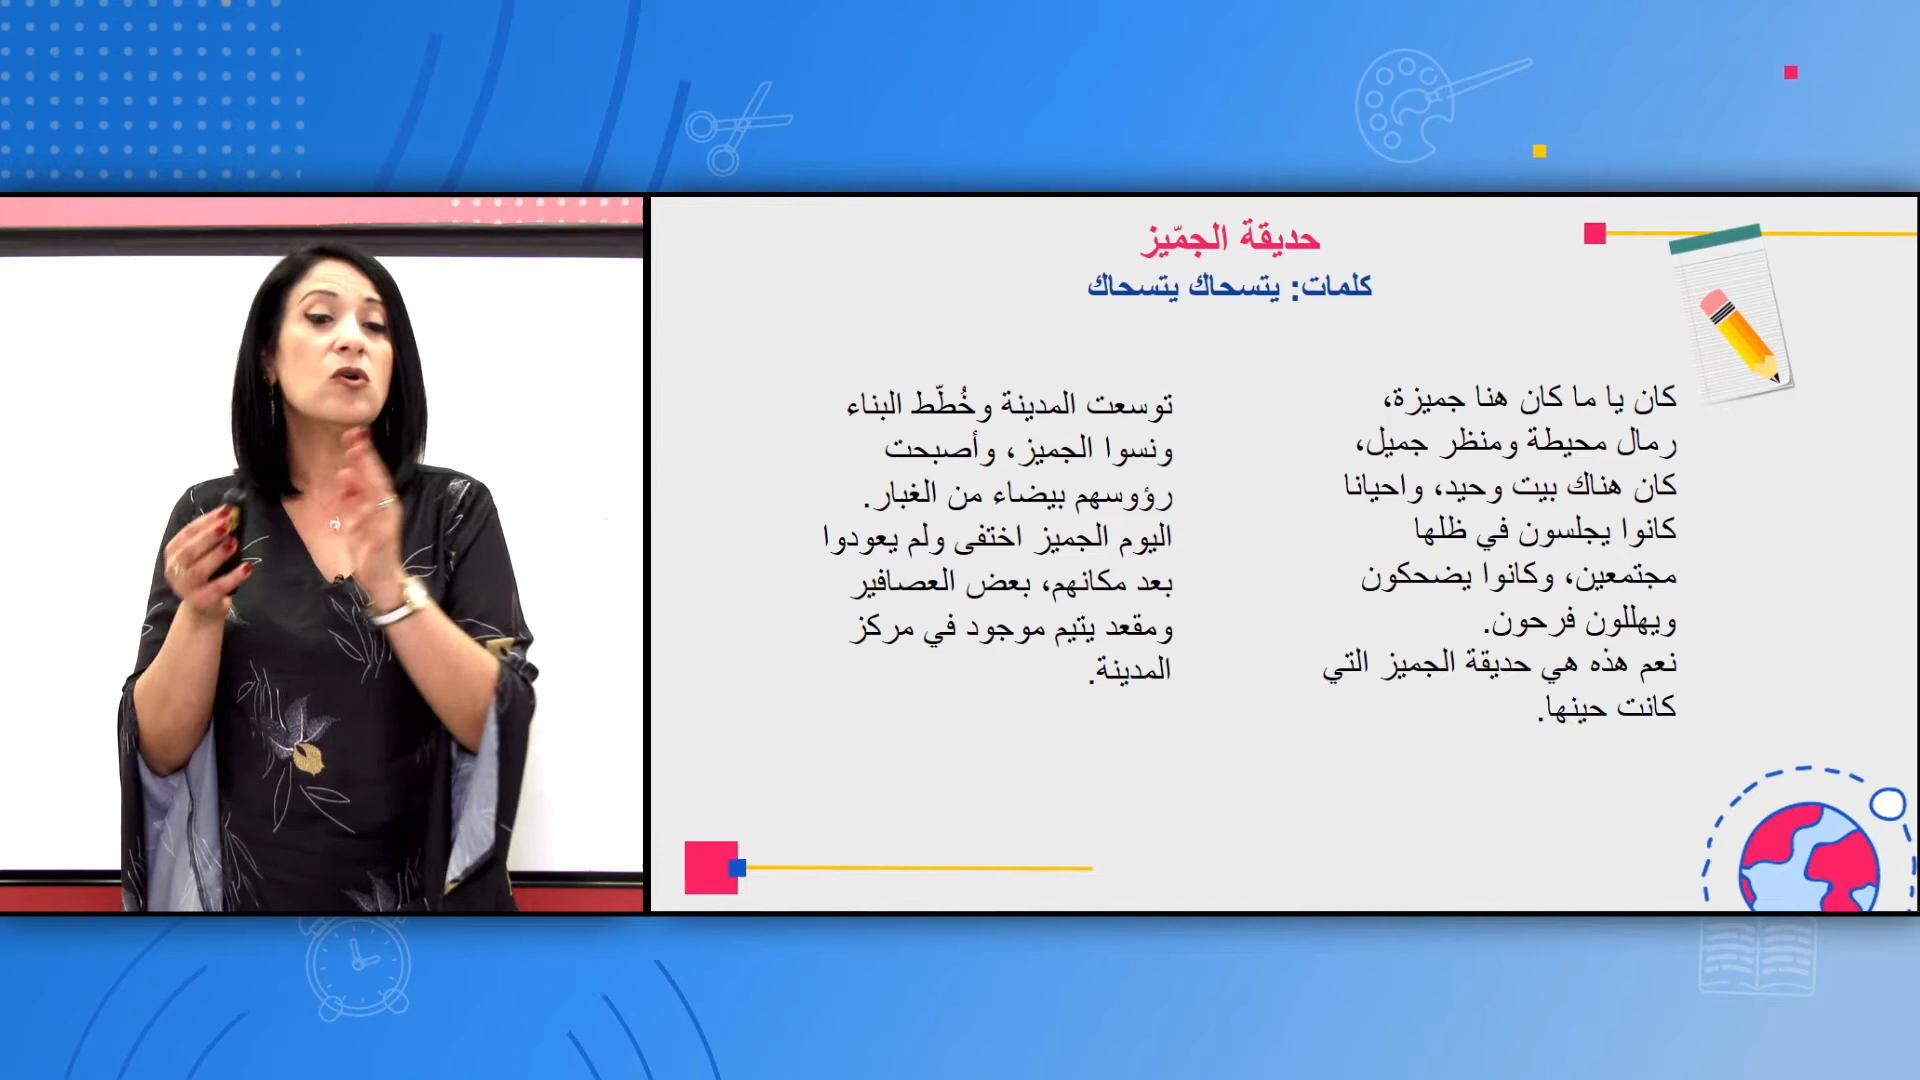 حديقة الجمّيز
كلمات: يتسحاك يتسحاك
كان يا ما كان هنا جميزة،
رمال محيطة ومنظر جميل،
كان هناك بيت وحيد، واحيانا
كانوا يجلسون في ظلها
مجتمعين، وكانوا يضحكون
ويهللون فرحون.
نعم هذه هي حديقة الجميز التي
كانت حينها.
توسعت المدينة وخُطّط البناء
ونسوا الجميز، وأصبحت
رؤوسهم بيضاء من الغبار.
اليوم الجميز اختفى ولم يعودوا
بعد مكانهم، بعض العصافير
ومقعد يتيم موجود في مركز
المدينة.